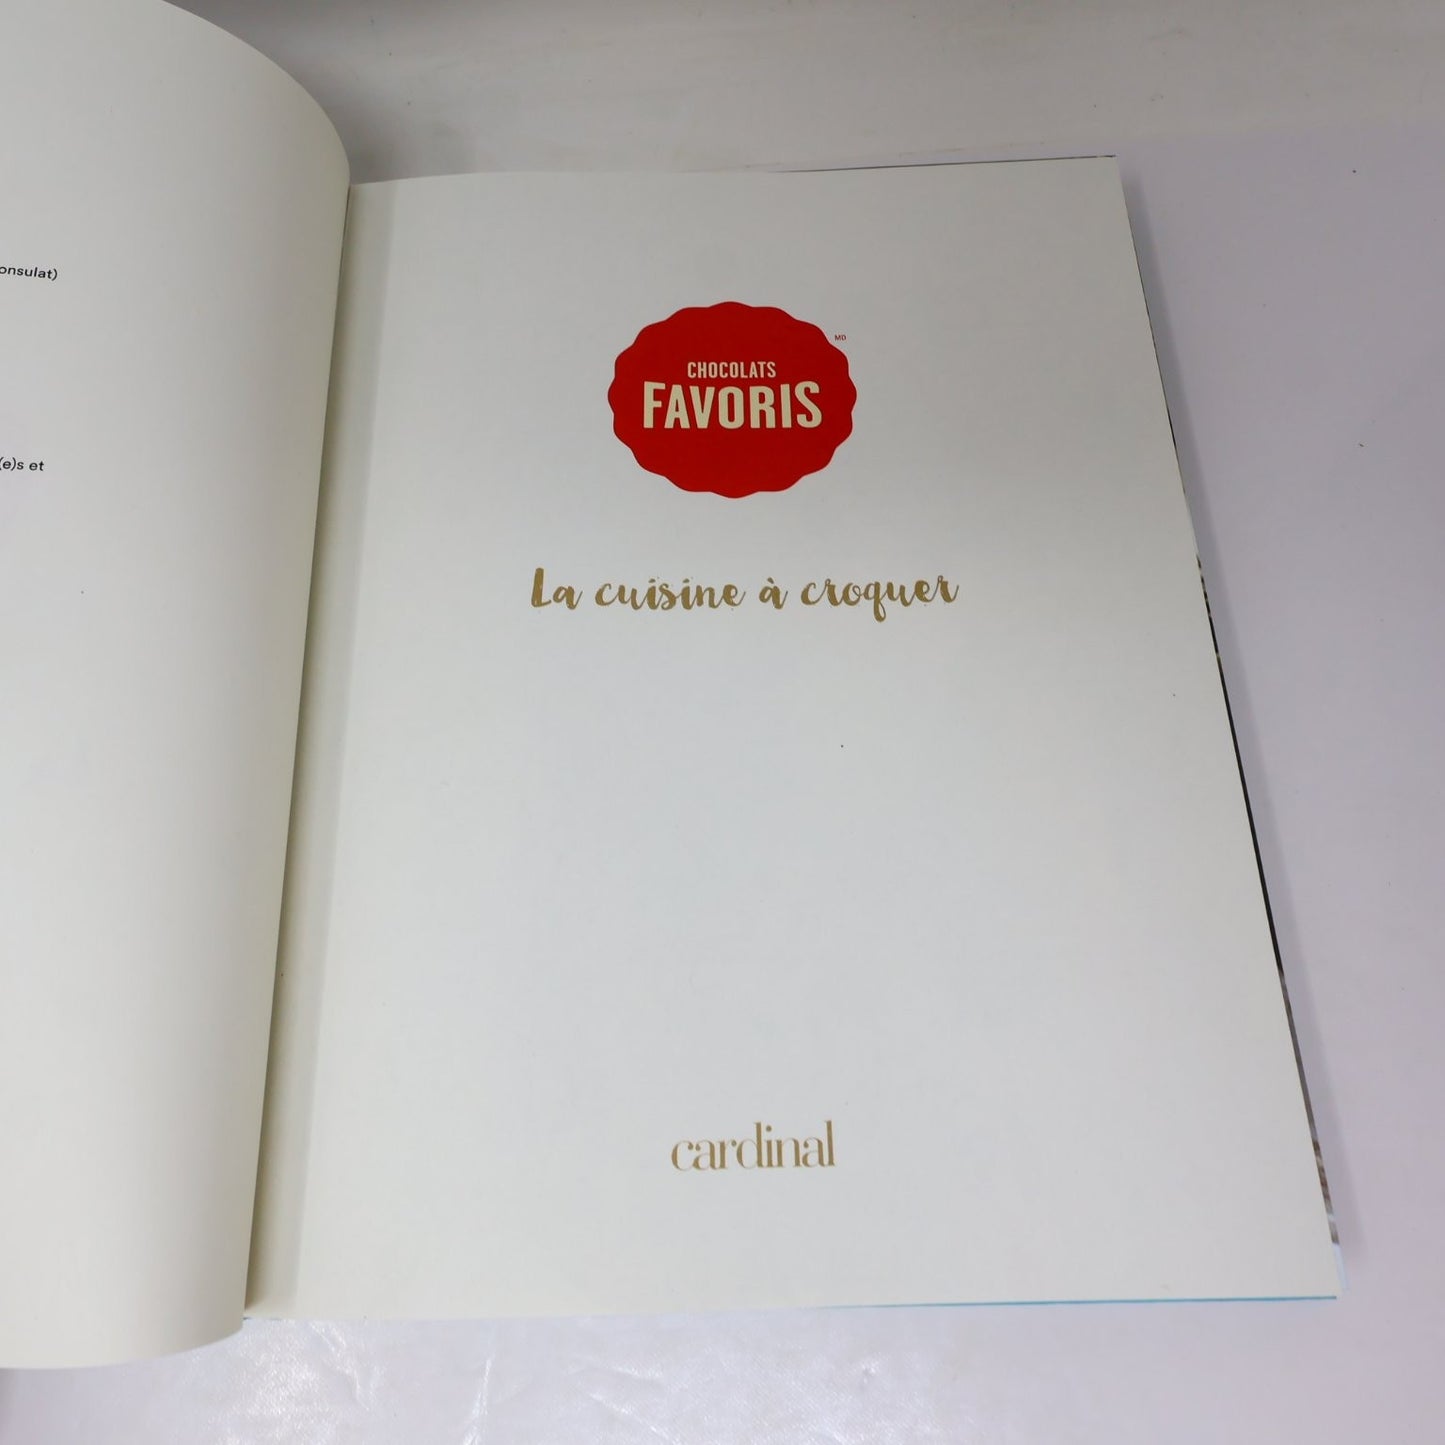 onsulat)
(e)s et
MD
CHOCOLATS
FAVORIS
La cuisine à croquer
cardinal